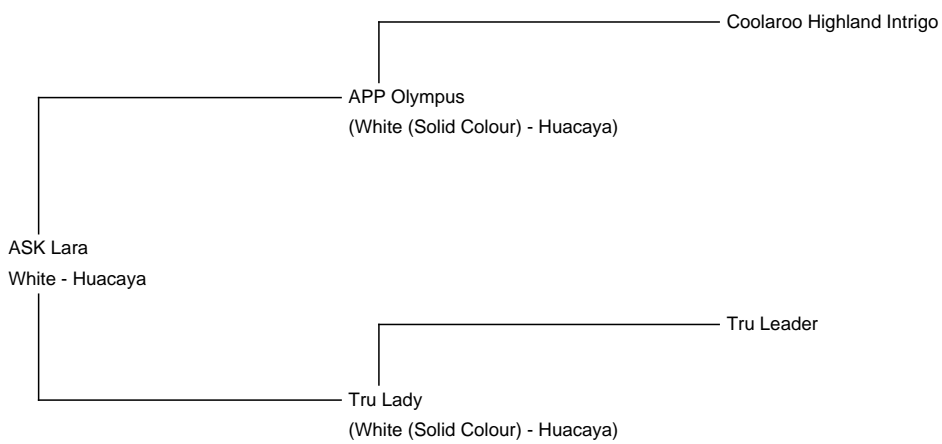 Coolaroo Highland Intrigo
APP Olympus
(White (Solid Colour) - Huacaya)
ASK Lara
White - Huacaya
Tru Leader
Tru Lady
(White (Solid Colour) - Huacaya)